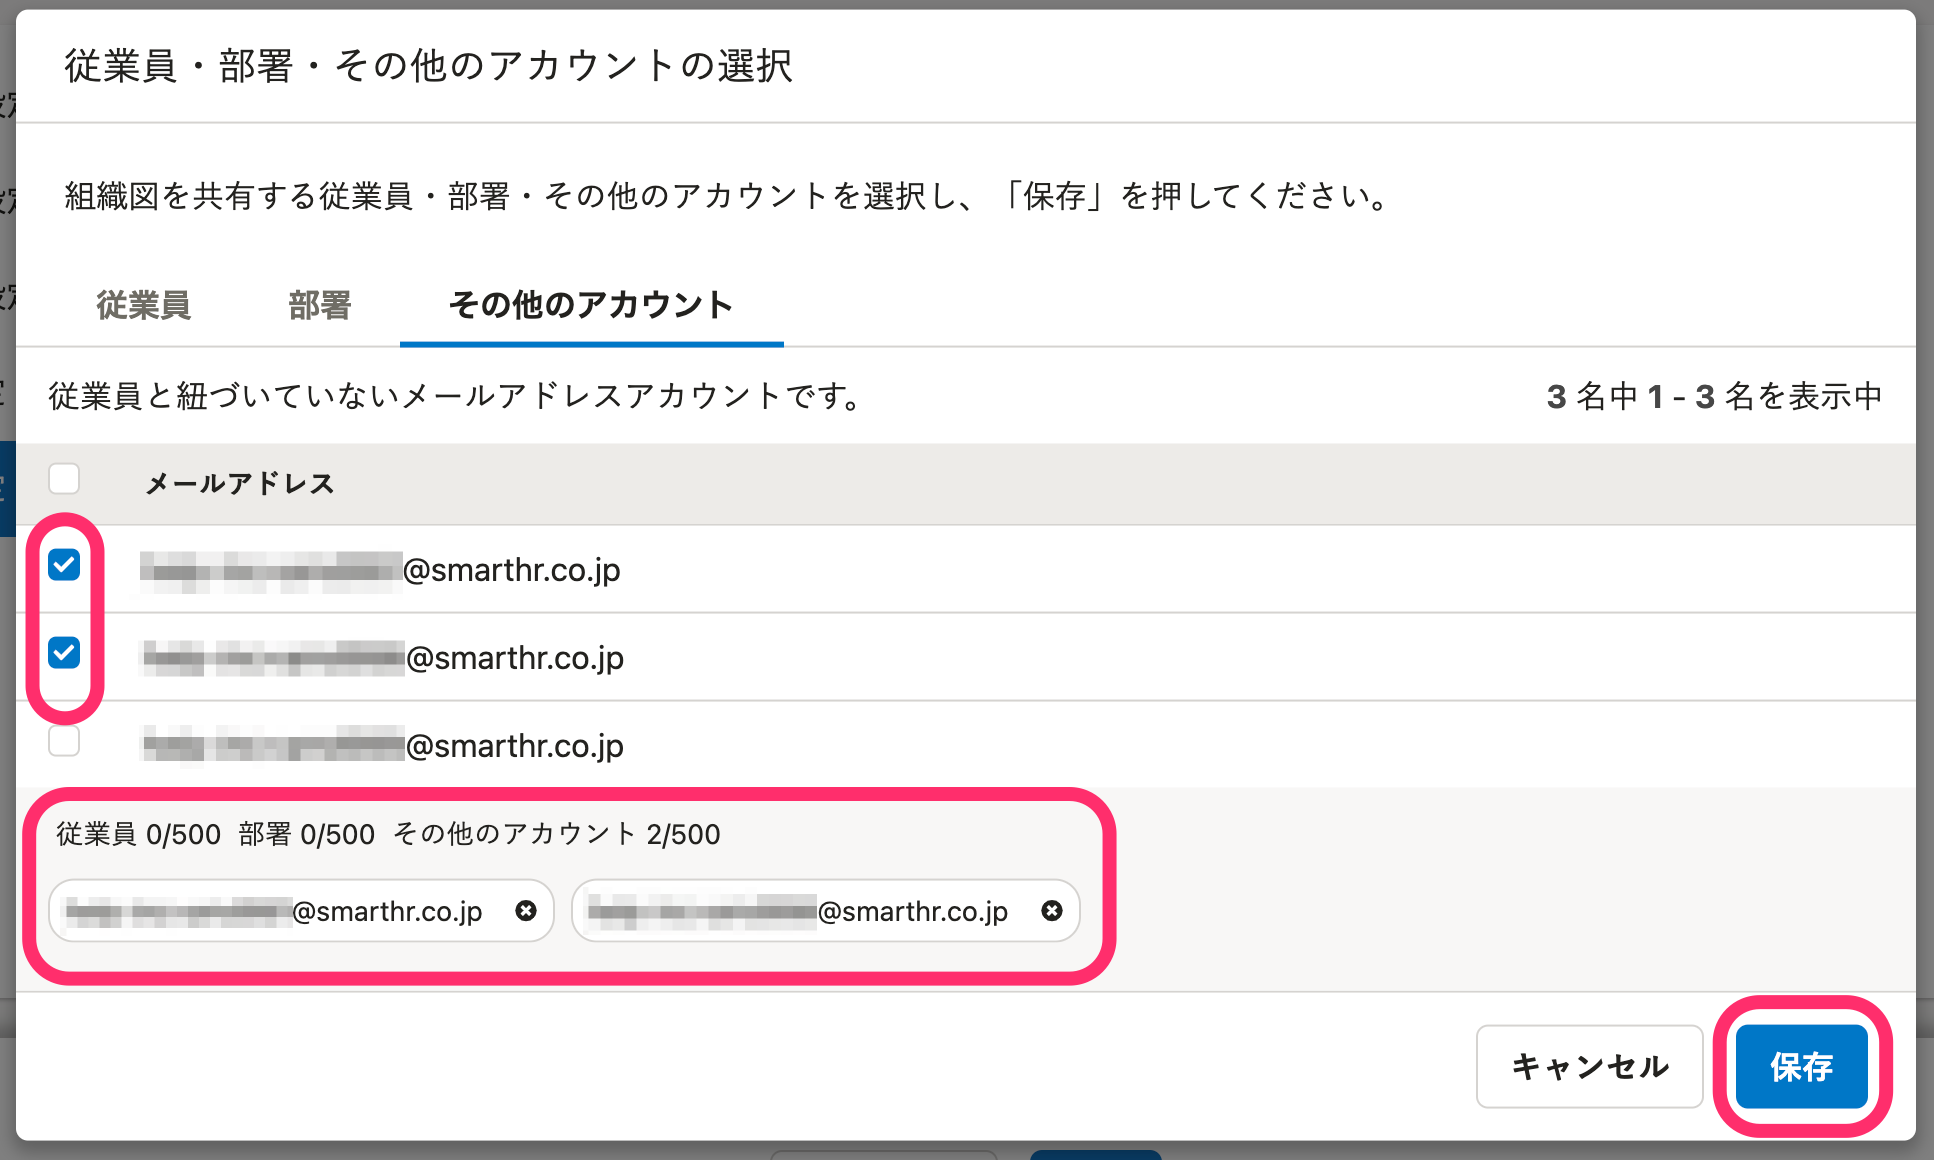 従業員・部署・その他のアカウントの選択
組織図を共有する従業員・部署・その他のアカウントを選択し、「保存」を押してください。
従業員 部署 その他のアカウント
従業員と紐づいていないメールアドレスアカウントです。 3 名中 1 - 3 名を表示中
メールアドレス
@smarthr.co.jp
@smarthr.co.jp
@smarthr.co.jp
従業員 0/500 部署 0/500 その他のアカウント 2/500
@smarthr.co.jp @smarthr.co.jp
キャンセル 保存